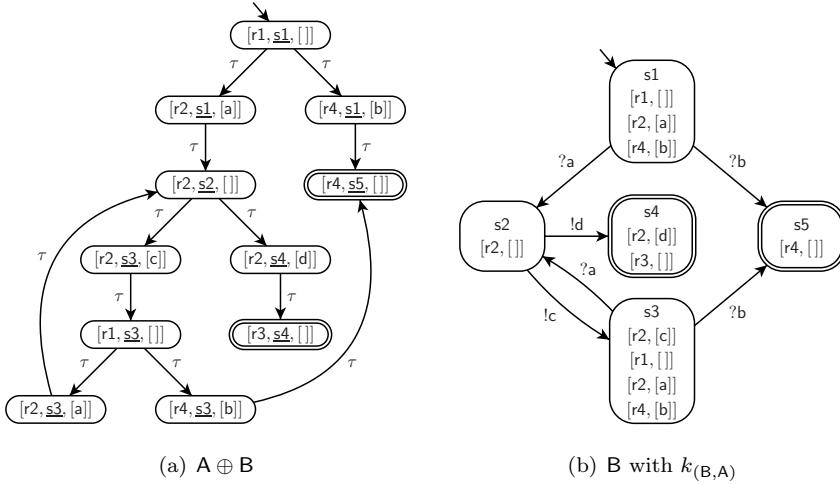 [r1, s1, [ ]]
τ τ
[r2, s1, [a]] [r4, s1, [b]]
τ τ
[r2, s2, [ ]] [r4, s5, [ ]]
τ τ τ
[r2, s3, [c]] [r2, s4, [d]]
τ τ
[r1, s3, [ ]] [r3, s4, [ ]]
τ τ τ
[r2, s3, [a]] [r4, s3, [b]]
(a) A ⊕ B
s1
[r1, [ ]]
[r2, [a]]
[r4, [b]]
?a ?b
s2
[r2, [ ]]
!d
s4
[r2, [d]]
[r3, [ ]]
s5
[r4, [ ]]
?a
!c ?b
s3
[r2, [c]]
[r1, [ ]]
[r2, [a]]
[r4, [b]]
(b) B with k(B,A)